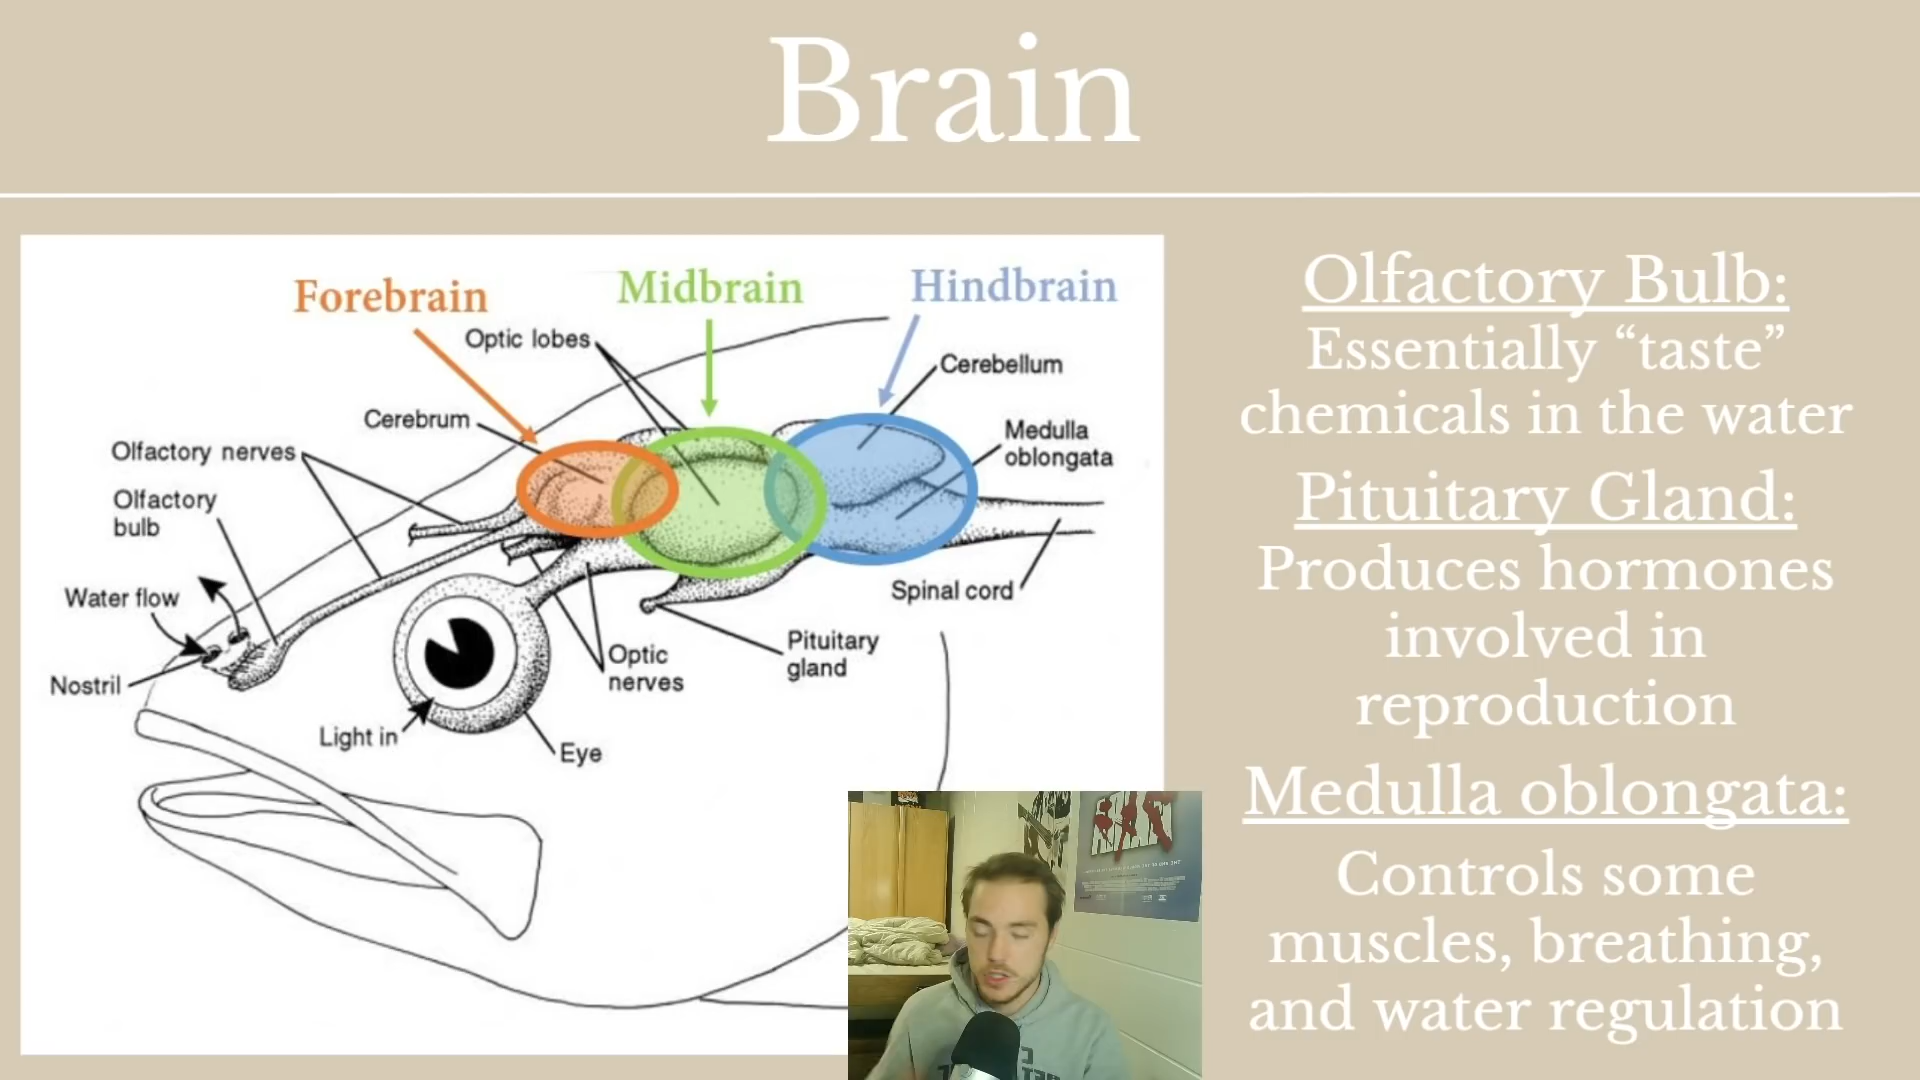 Brain
Forebrain
Midbrain
Hindbrain
Optic lobes
Cerebellum
Cerebrum
Medulla
oblongata
Olfactory nerves
Olfactory
bulb
Water flow
Spinal cord
Nostril
Optic
nerves
Pituitary
gland
Light in
Eye
Olfactory Bulb:
Essentially “taste”
chemicals in the water
Pituitary Gland:
Produces hormones
involved in
reproduction
Medulla oblongata:
Controls some
muscles, breathing,
and water regulation